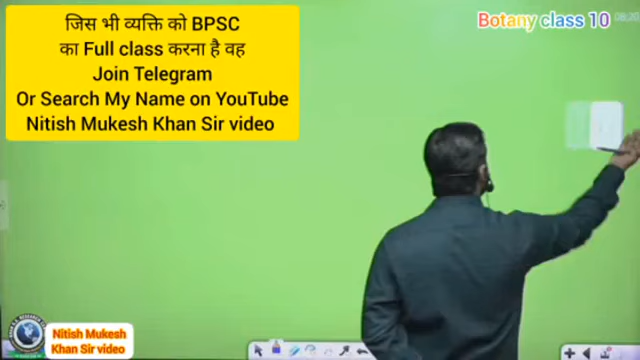 जिस भी व्यक्ति को BPSC
का Full class करना है वह
Join Telegram
Or Search My Name on YouTube
Nitish Mukesh Khan Sir video
Botany class 10
Nitish Mukesh
Khan Sir video